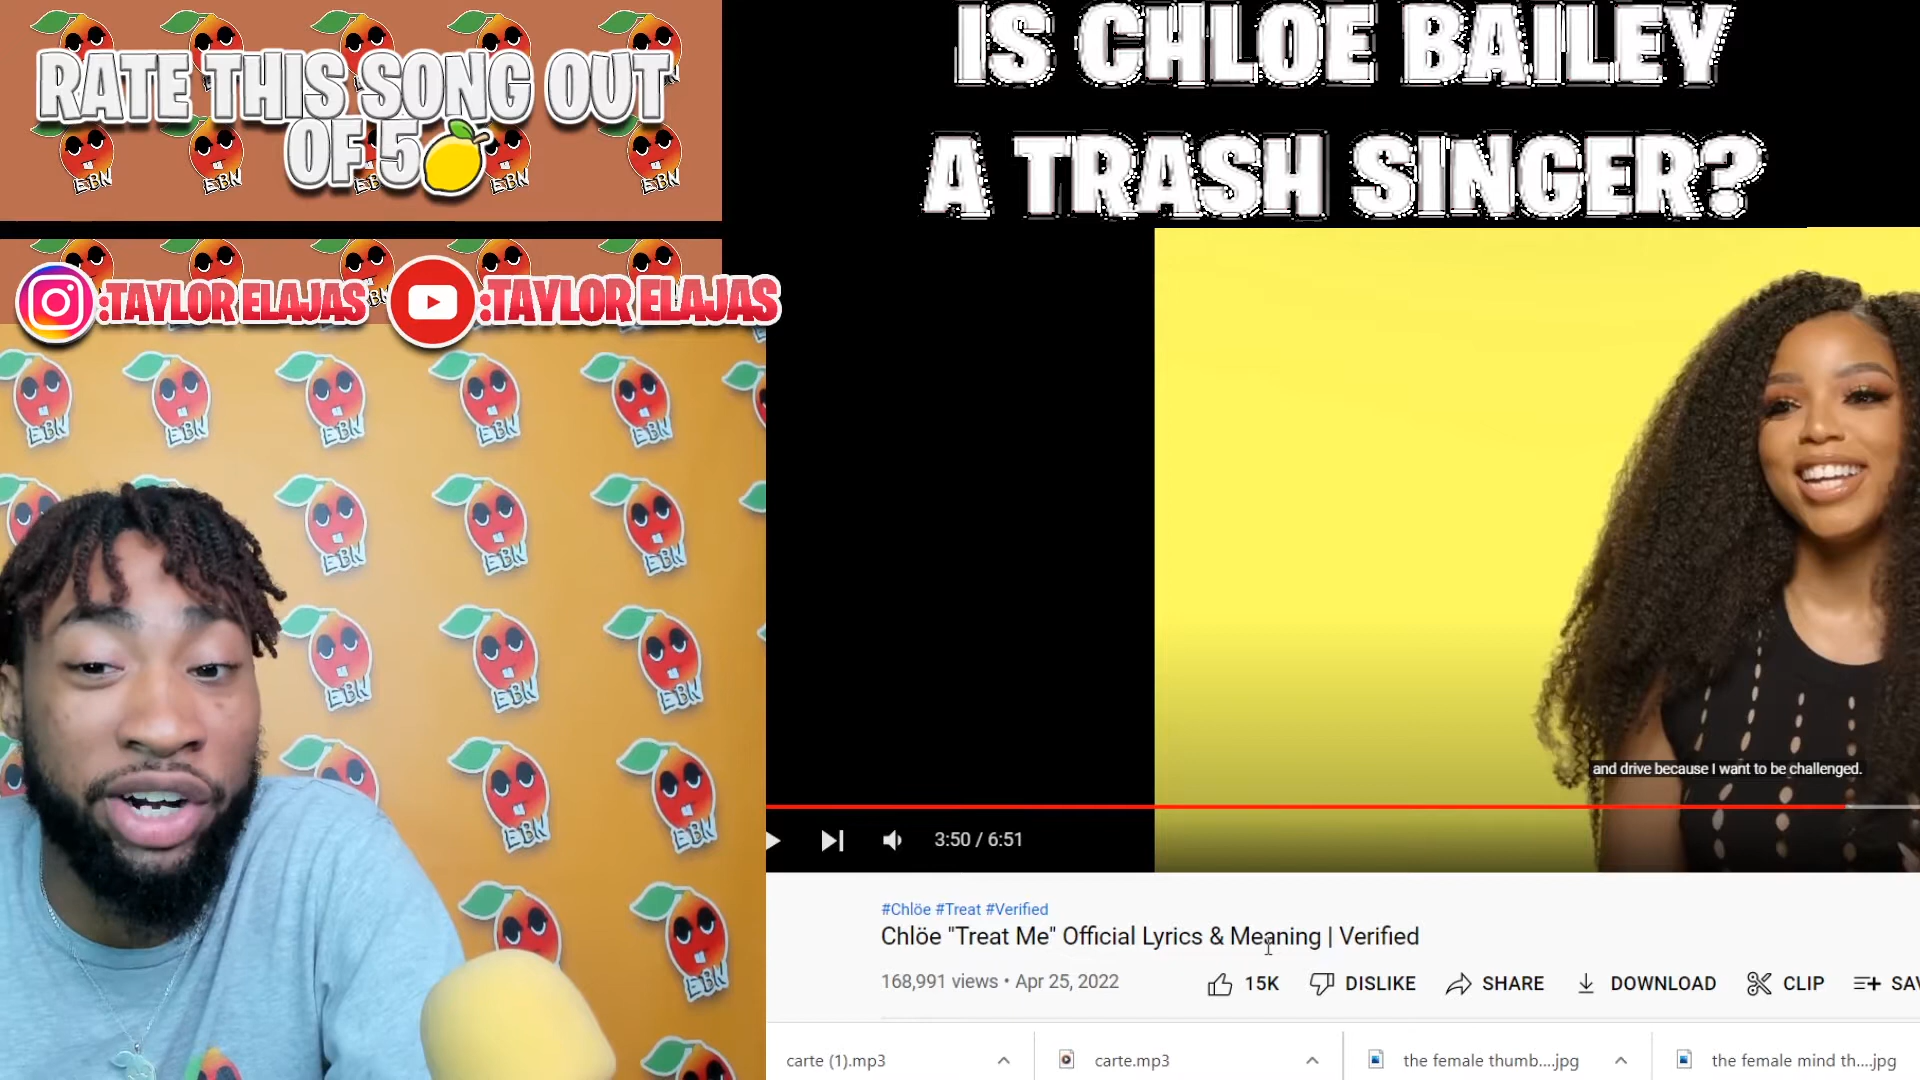 RATE THIS SONG OUT
OF 5
IS CHLOE BAILEY
A TRASH SINGER?
:TAYLOR ELAJAS
:TAYLOR ELAJAS
EBN
and drive because I want to be challenged.
3:50 / 6:51
#Chlöe #Treat #Verified
Chlöe "Treat Me" Official Lyrics & Meaning | Verified
168,991 views • Apr 25, 2022
15K
DISLIKE
SHARE
DOWNLOAD
CLIP
SAV
carte (1).mp3
carte.mp3
the female thumb....jpg
the female mind th....jpg